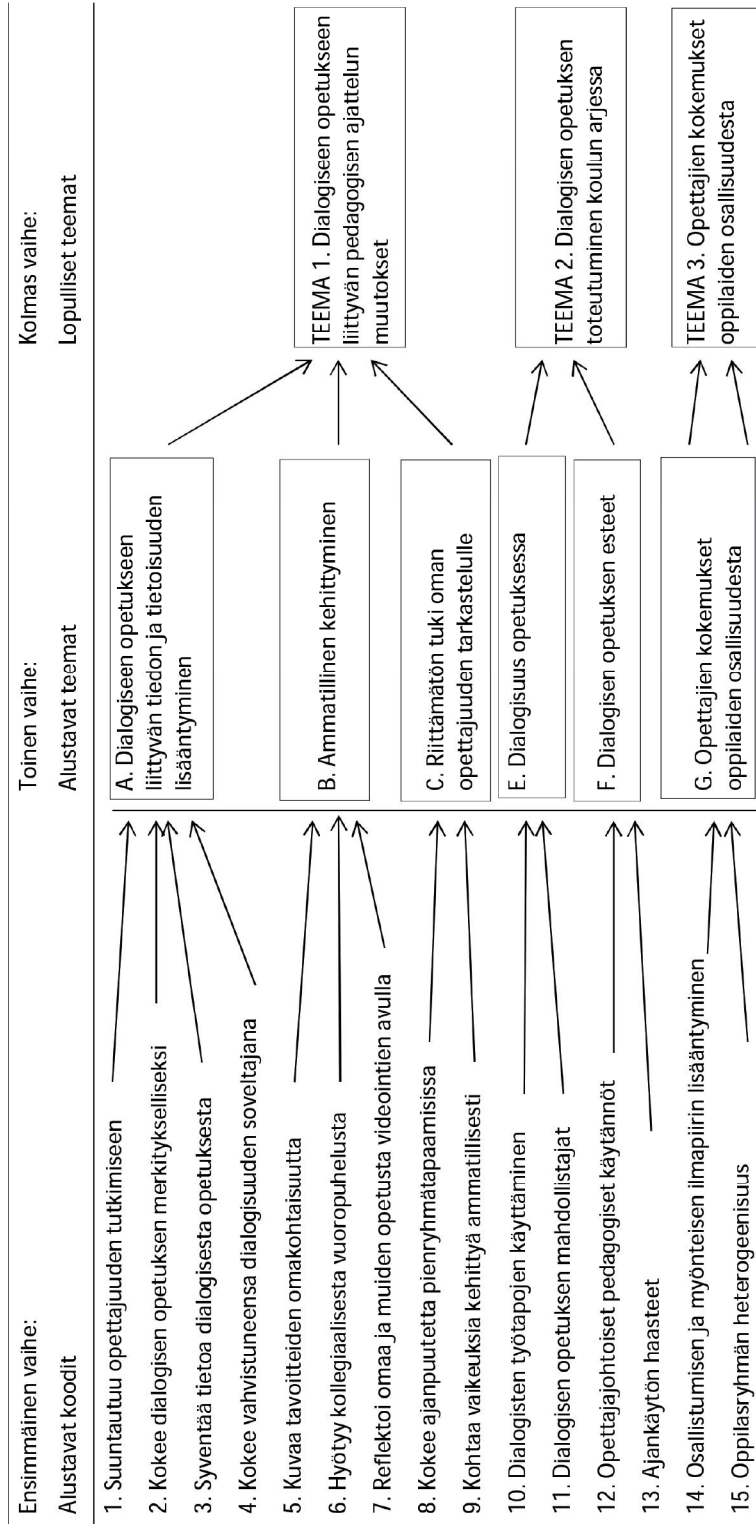 Ensimmäinen vaihe:
Alustavat koodit
1. Suuntautuu opettajuuden tutkimiseen
2. Kokee dialogisen opetuksen merkitykselliseksi
3. Syventää tietoa dialogisesta opetuksesta
4. Kokee vahvistuneensa dialogisuuden soveltajana
5. Kuvaa tavoitteiden omakohtaisuutta
6. Hyötyy kollegiaalisesta vuoropuhelusta
7. Reflektoi omaa ja muiden opetusta videointien avulla
8. Kokee ajanpuutetta pienryhmätapaamisissa
9. Kohtaa vaikeuksia kehittyä ammatillisesti
10. Dialogisten työtapojen käyttäminen
11. Dialogisen opetuksen mahdollistajat
12. Opettajajohtoiset pedagogiset käytännöt
13. Ajankäytön haasteet
14. Osallistumisen ja myönteisen ilmapiirin lisääntyminen
15. Oppilasryhmän heterogeenisuus
Toinen vaihe:
Alustavat teemat
A. Dialogiseen opetukseen
liittyvän tiedon ja tietoisuuden
lisääntyminen
B. Ammatillinen kehittyminen
C. Riittämätön tuki oman
opettajuuden tarkastelulle
E. Dialogisuus opetuksessa
F. Dialogisen opetuksen esteet
G. Opettajien kokemukset
oppilaiden osallisuudesta
Kolmas vaihe:
Lopulliset teemat
TEEMA 1. Dialogiseen opetukseen
liittyvän pedagogisen ajattelun
muutokset
TEEMA 2. Dialogisen opetuksen
toteutuminen koulun arjessa
TEEMA 3. Opettajien kokemukset
oppilaiden osallisuudesta